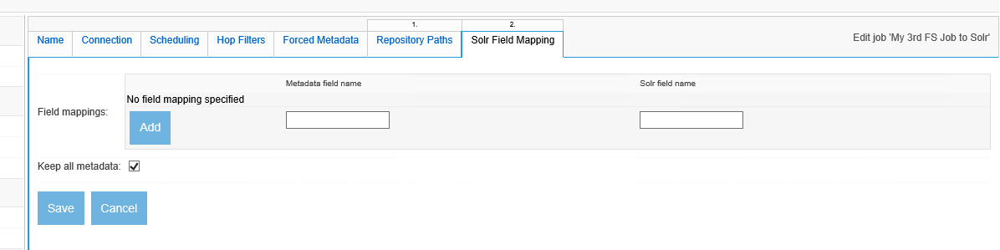 1. 2.
Name Connection Scheduling Hop Filters Forced Metadata Repository Paths Solr Field Mapping Edit job 'My 3rd FS Job to Solr'
Metadata field name Solr field name
No field mapping specified
Field mappings:
Add
Keep all metadata:
Save Cancel